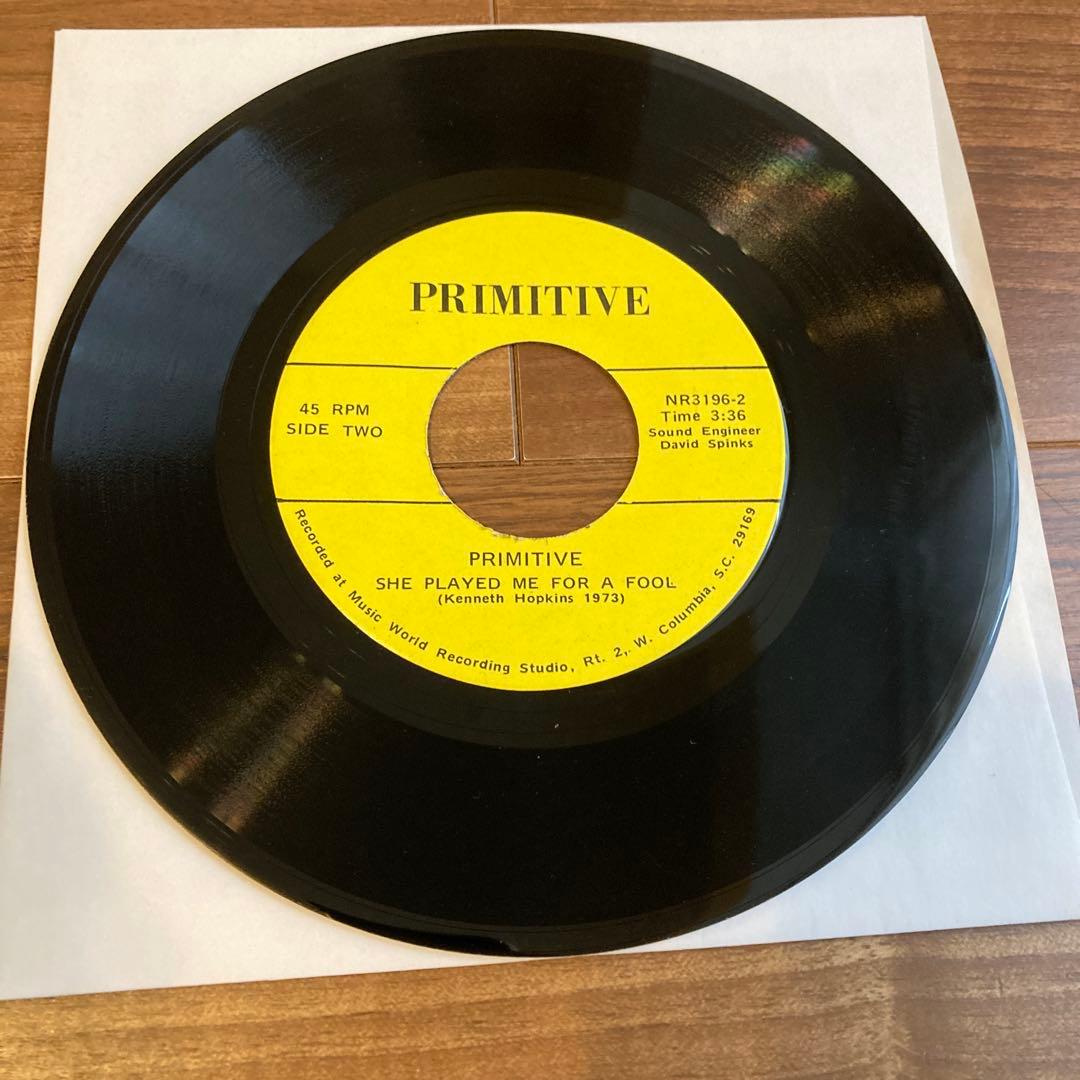 PRIMITIVE
45 RPM
SIDE TWO
NR3196-2
Time 3:36
Sound Engineer
David Spinks
PRIMITIVE
SHE PLAYED ME FOR A FOOL
(Kenneth Hopkins 1973)
Recorded at Music World Recording Studio, Rt. 2, W. Columbia, S.C. 29169